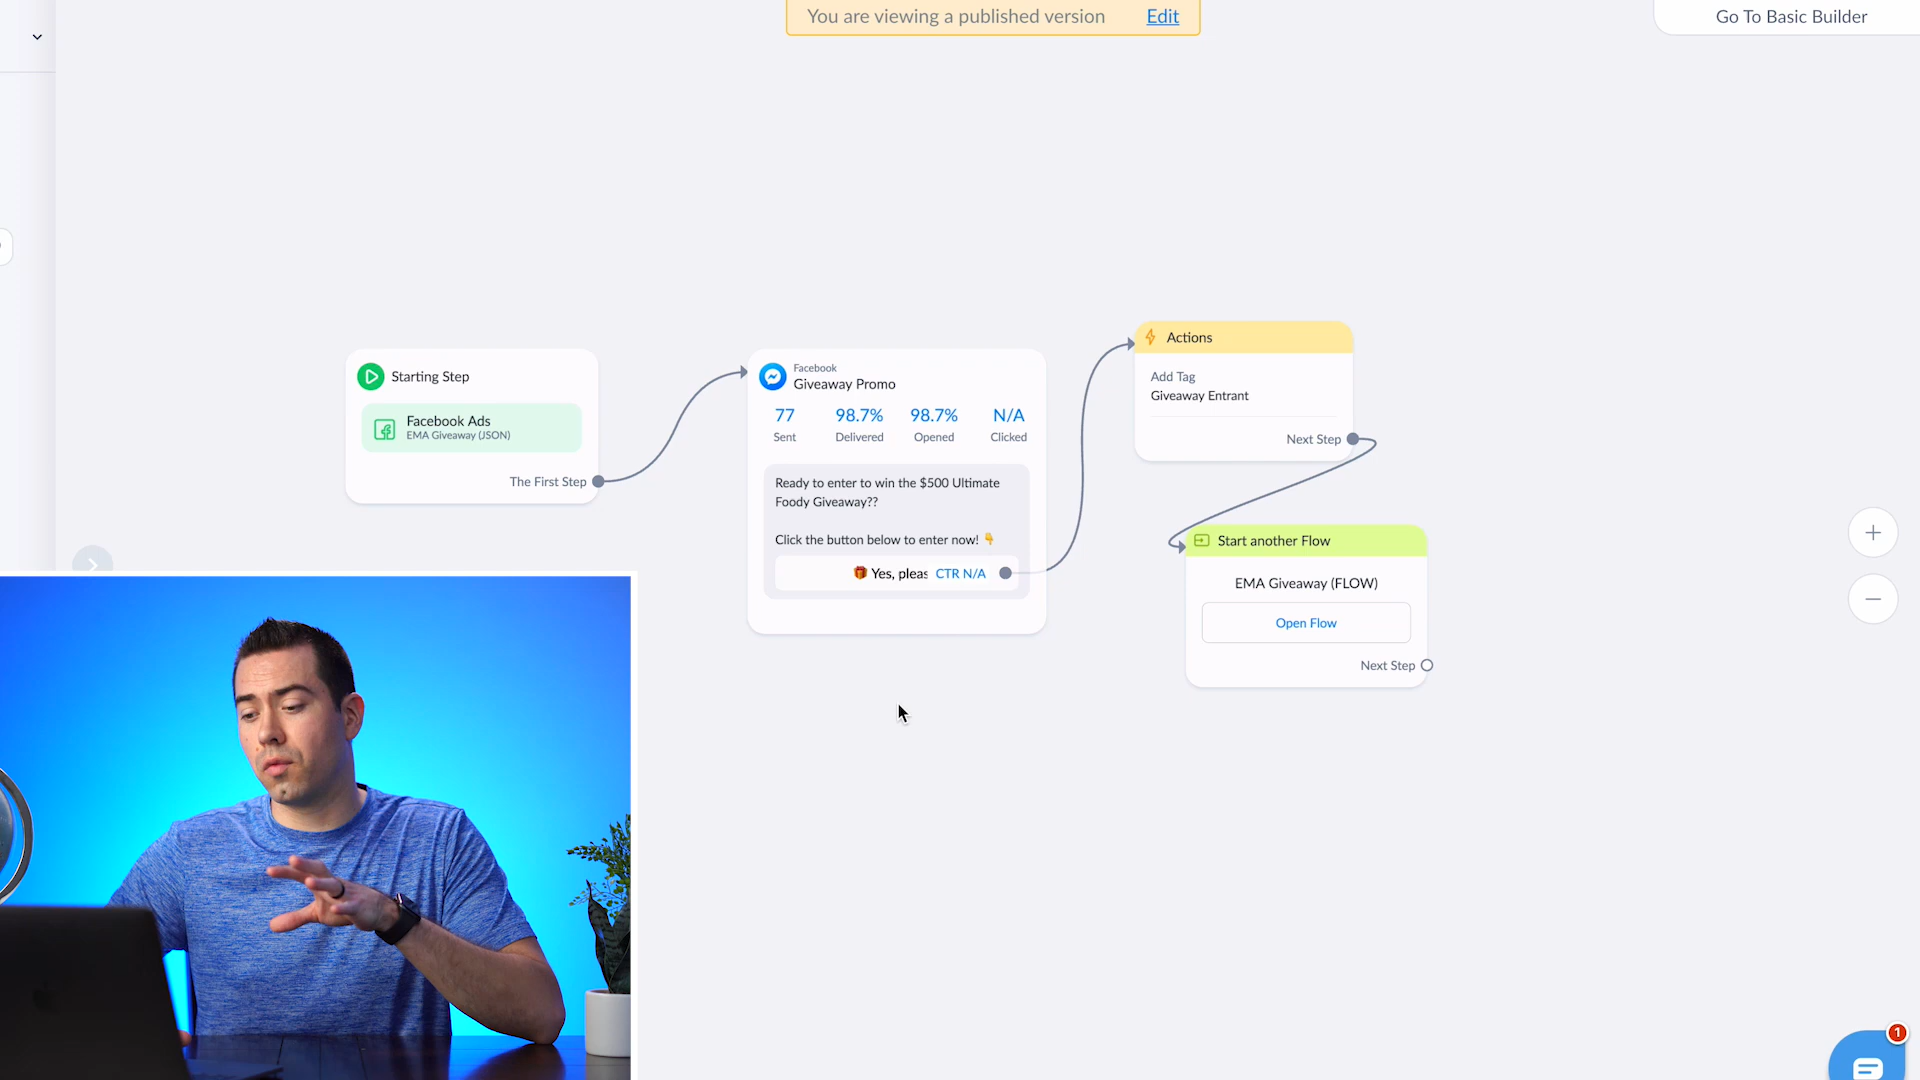 You are viewing a published version Edit
Go To Basic Builder
Starting Step
Facebook Ads
EMA Giveaway (JSON)
The First Step
Facebook
Giveaway Promo
77 98.7% 98.7% N/A
Sent Delivered Opened Clicked
Ready to enter to win the $500 Ultimate
Foody Giveaway??
Click the button below to enter now! 👇
🎁 Yes, pleas CTR N/A
Actions
Add Tag
Giveaway Entrant
Next Step
Start another Flow
EMA Giveaway (FLOW)
Open Flow
Next Step
1